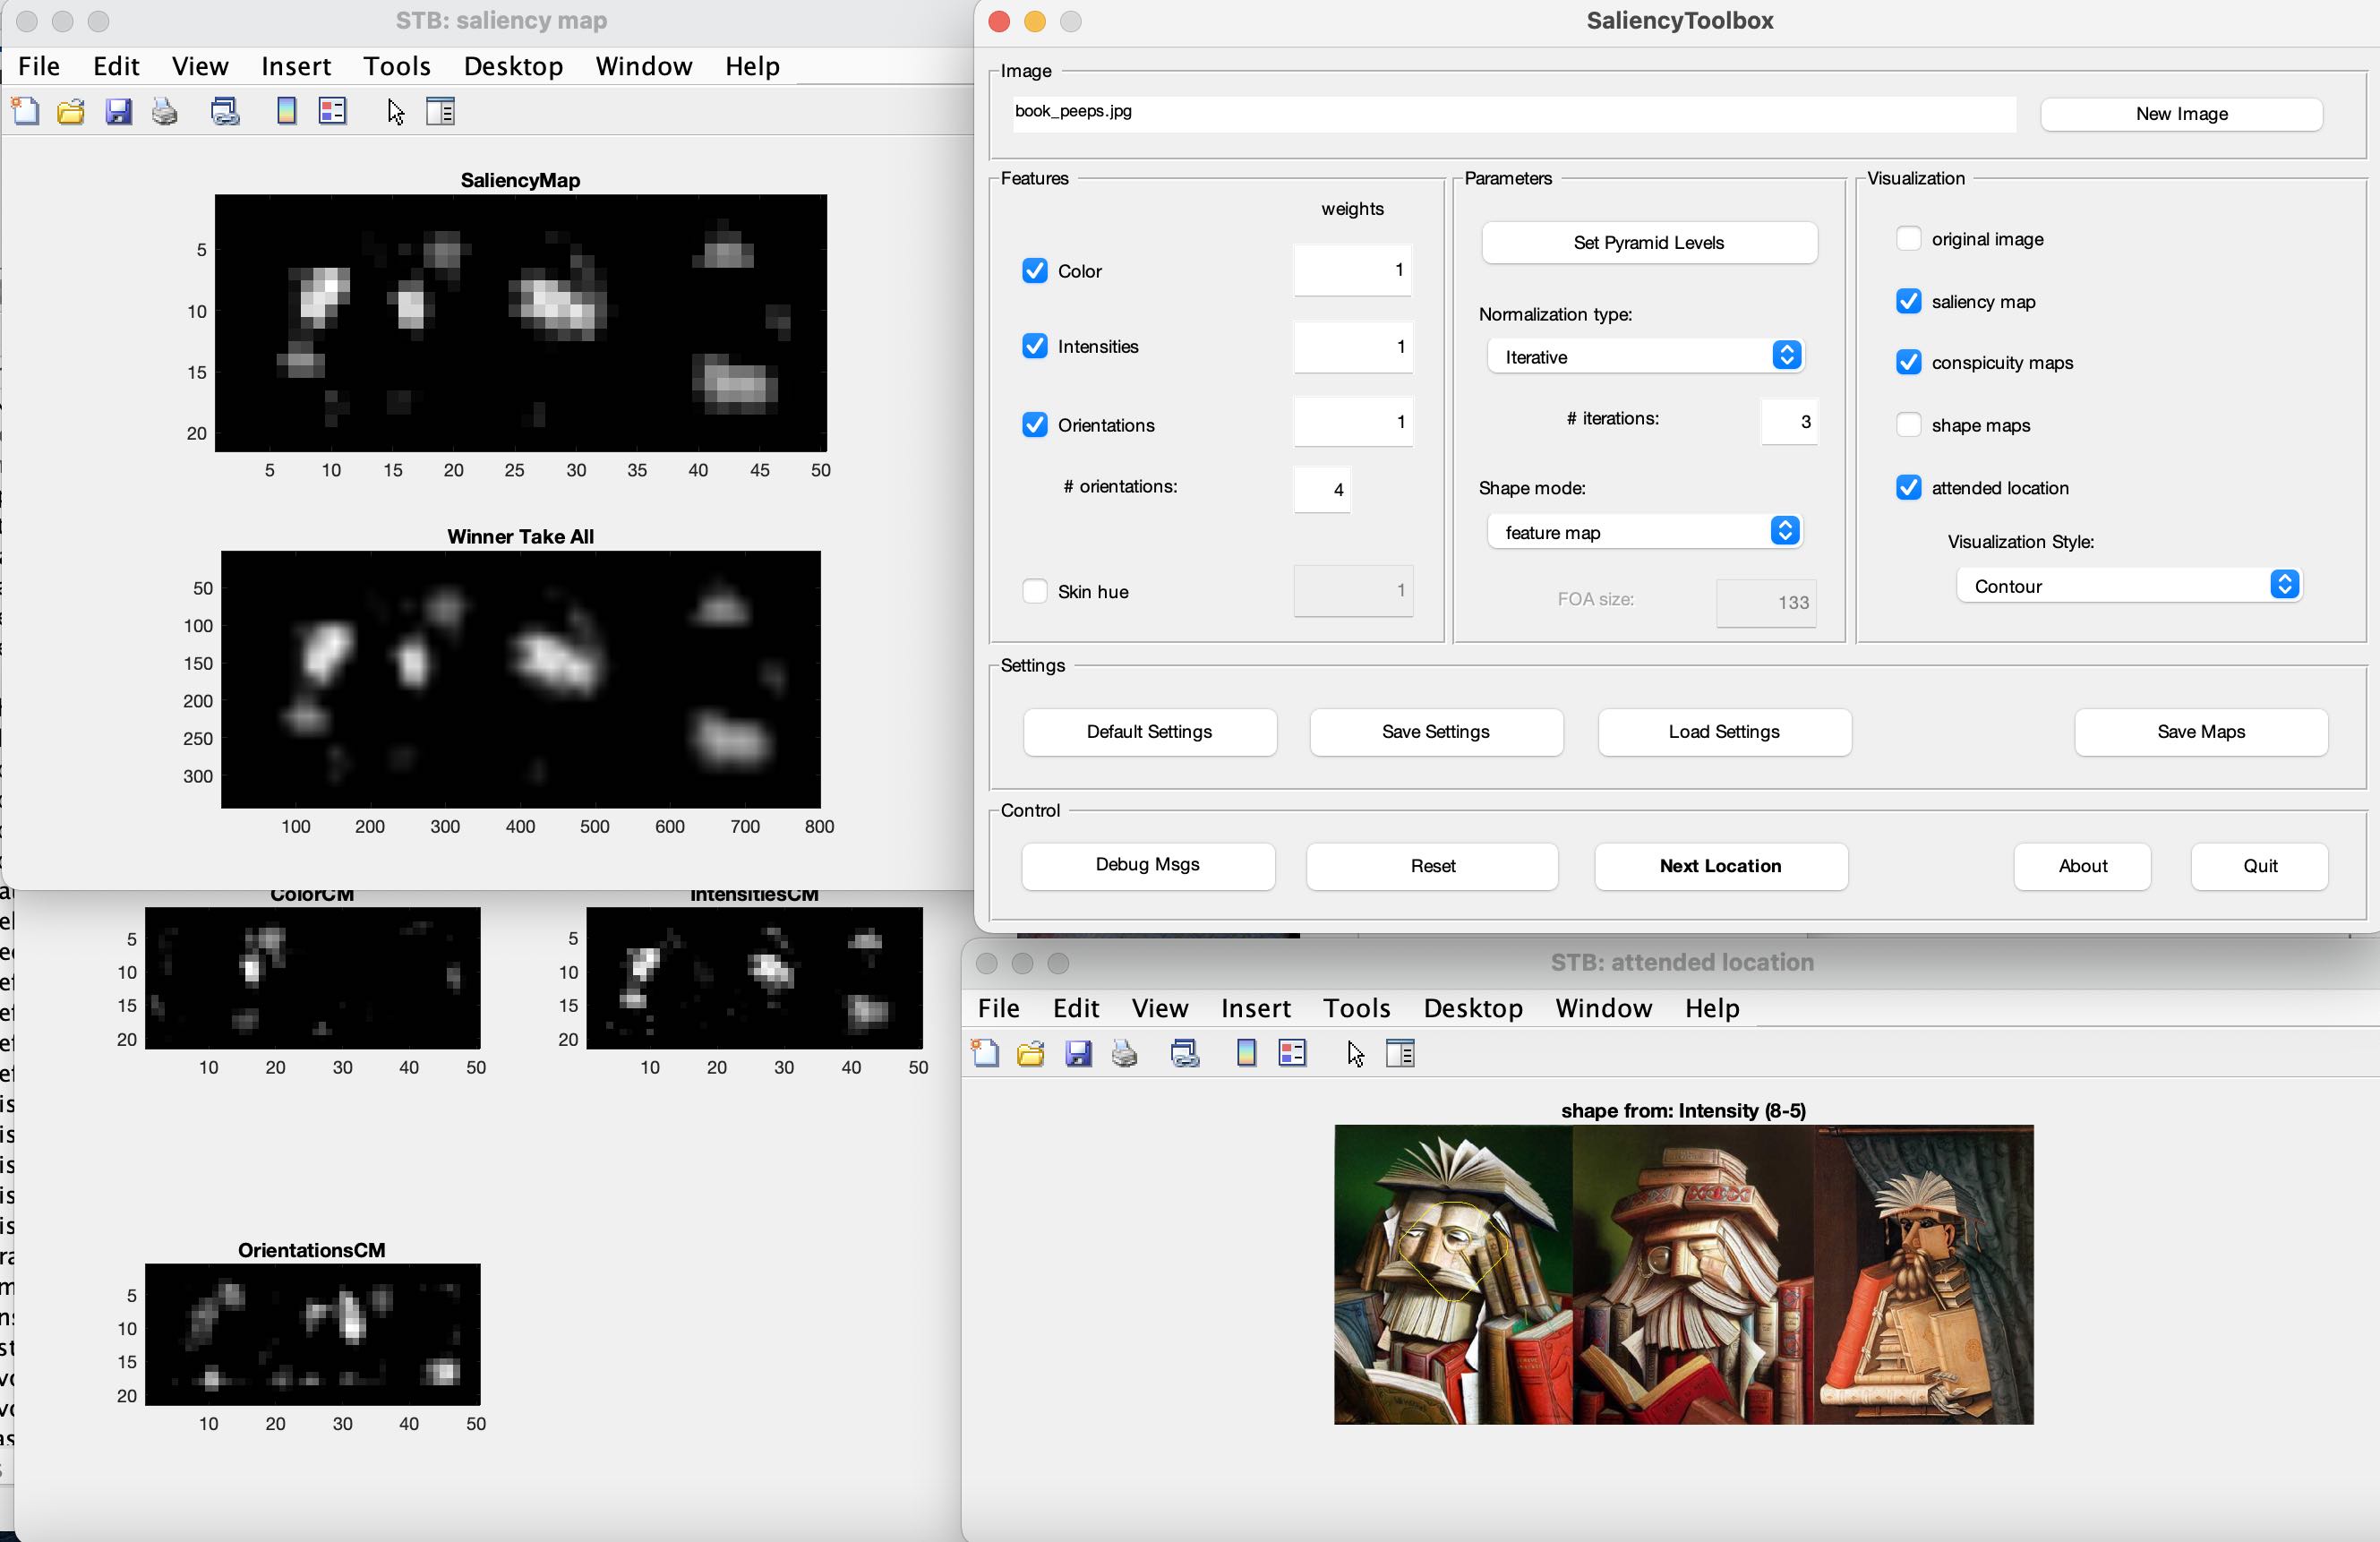 STB: saliency map
File Edit View Insert Tools Desktop Window Help
SaliencyMap
5
10
15
20
5 10 15 20 25 30 35 40 45 50
Winner Take All
50
100
150
200
250
300
100 200 300 400 500 600 700 800
SaliencyToolbox
Image
book_peeps.jpg
New Image
Features
weights
Color 1
Intensities 1
Orientations 1
# orientations: 4
Skin hue 1
Parameters
Set Pyramid Levels
Normalization type:
Iterative
# iterations: 3
Shape mode:
feature map
FOA size: 133
Visualization
original image
saliency map
conspicuity maps
shape maps
attended location
Visualization Style:
Contour
Settings
Default Settings Save Settings Load Settings Save Maps
Control
Debug Msgs Reset Next Location About Quit
ColorCM
5
10
15
20
10 20 30 40 50
IntensitiesCM
5
10
15
20
10 20 30 40 50
OrientationsCM
5
10
15
20
10 20 30 40 50
STB: attended location
File Edit View Insert Tools Desktop Window Help
shape from: Intensity (8-5)